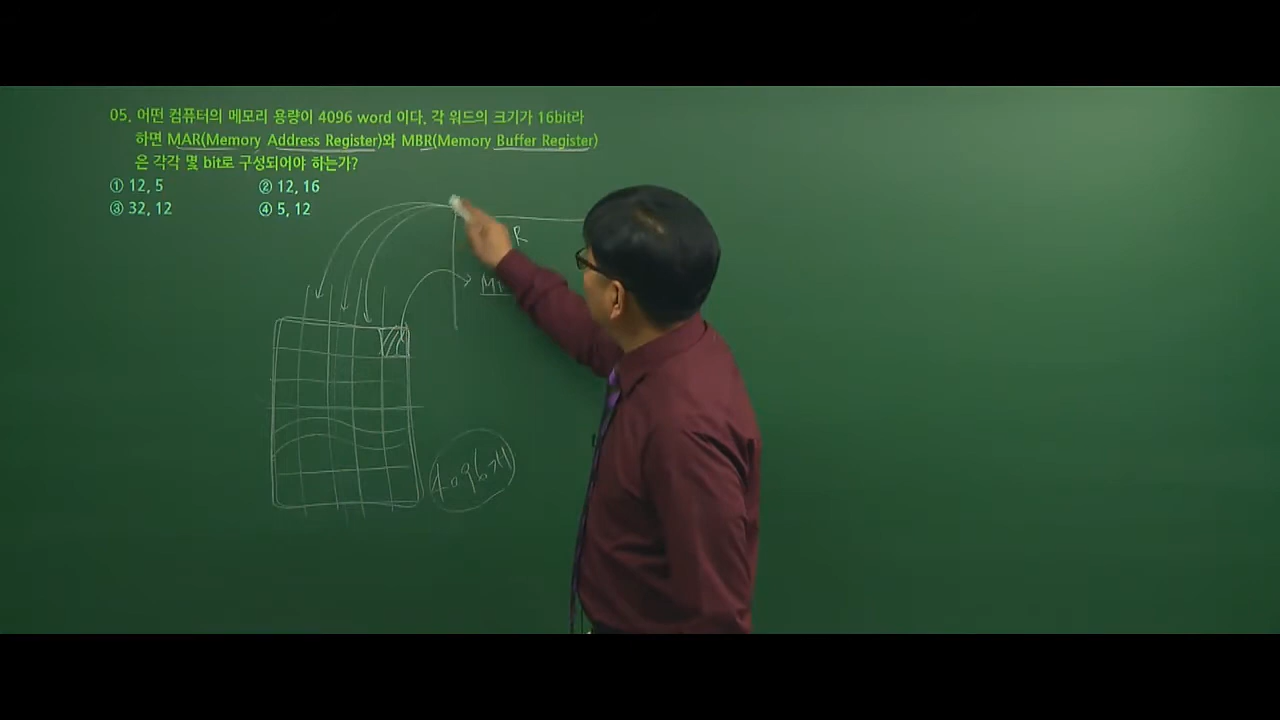 05. 어떤 컴퓨터의 메모리 용량이 4096 word 이다. 각 워드의 크기가 16bit라
하면 MAR(Memory Address Register)와 MBR(Memory Buffer Register)
은 각각 몇 bit로 구성되어야 하는가?
① 12, 5 ② 12, 16
③ 32, 12 ④ 5, 12
R
4096개